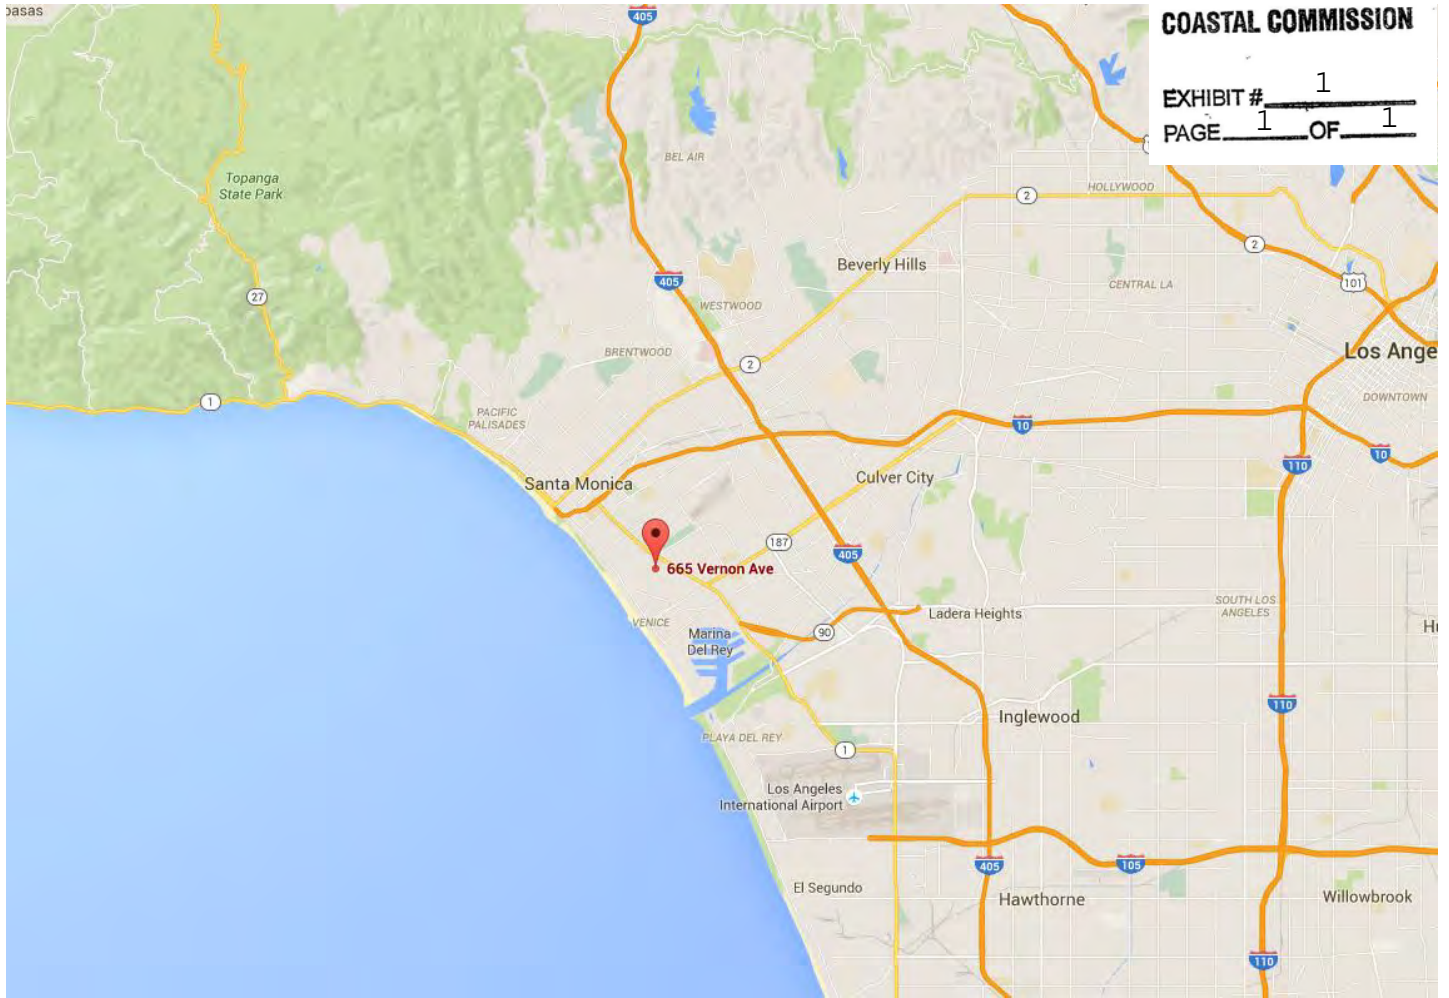 COASTAL COMMISSION
EXHIBIT # 1
PAGE 1 OF 1
405
Topanga
State Park
BEL AIR
2
HOLLYWOOD
2
27
405
Beverly Hills
CENTRAL LA
101
WESTWOOD
BRENTWOOD
2
Los Ange
DOWNTOWN
1
PACIFIC
PALISADES
10
10
110
Santa Monica
Culver City
187
405
665 Vernon Ave
VENICE
Marina
Del Rey
90
Ladera Heights
SOUTH LOS
ANGELES
110
Inglewood
PLAYA DEL REY
1
Los Angeles
International Airport
405
105
El Segundo
Hawthorne
Willowbrook
110